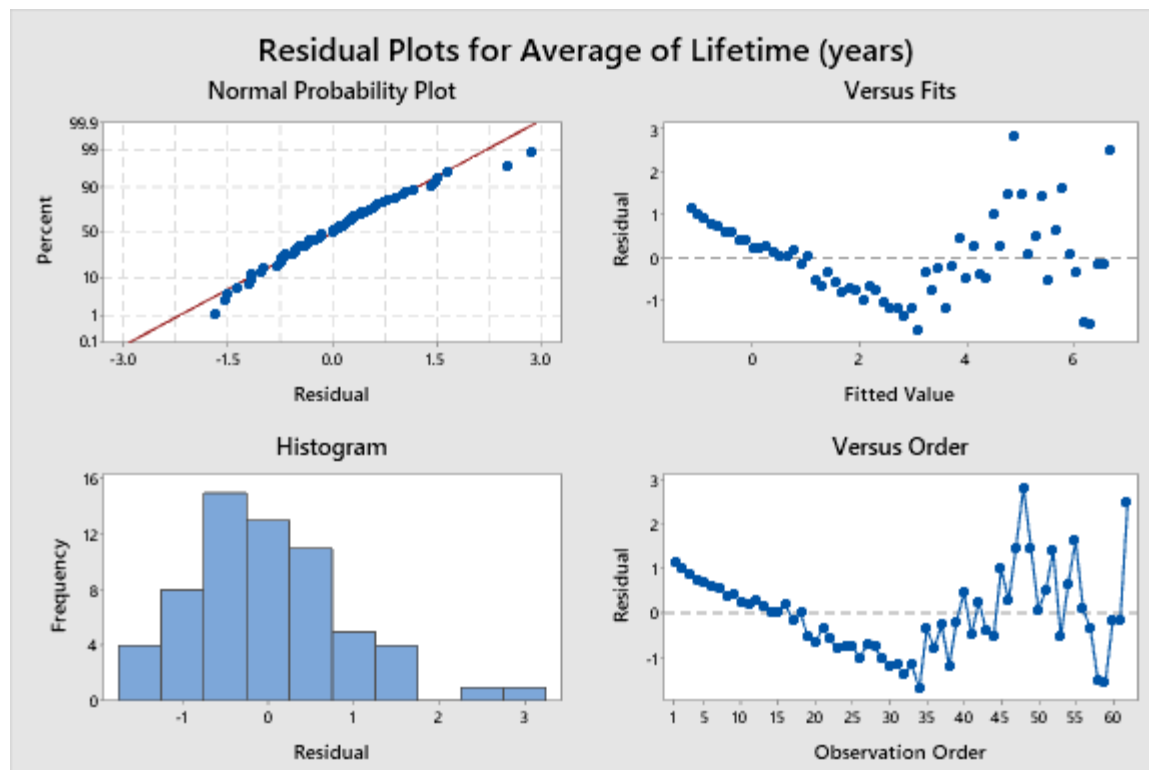 Residual Plots for Average of Lifetime (years)
Normal Probability Plot
99.9
99
90
50
10
1
0.1
Percent
-3.0 -1.5 0.0 1.5 3.0
Residual
Versus Fits
3
2
1
0
-1
Residual
0 2 4 6
Fitted Value
Histogram
16
12
8
4
0
Frequency
-1 0 1 2 3
Residual
Versus Order
3
2
1
0
-1
Residual
1 5 10 15 20 25 30 35 40 45 50 55 60
Observation Order